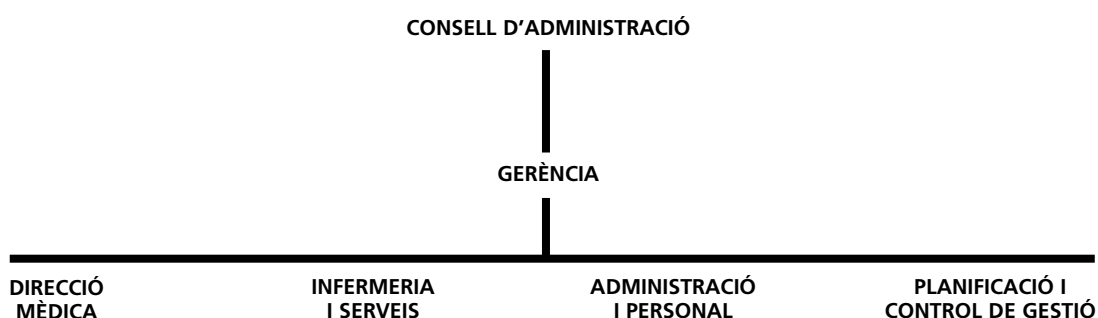 CONSELL D’ADMINISTRACIÓ
GERÈNCIA
DIRECCIÓ
MÈDICA
INFERMERIA
I SERVEIS
ADMINISTRACIÓ
I PERSONAL
PLANIFICACIÓ I
CONTROL DE GESTIÓ